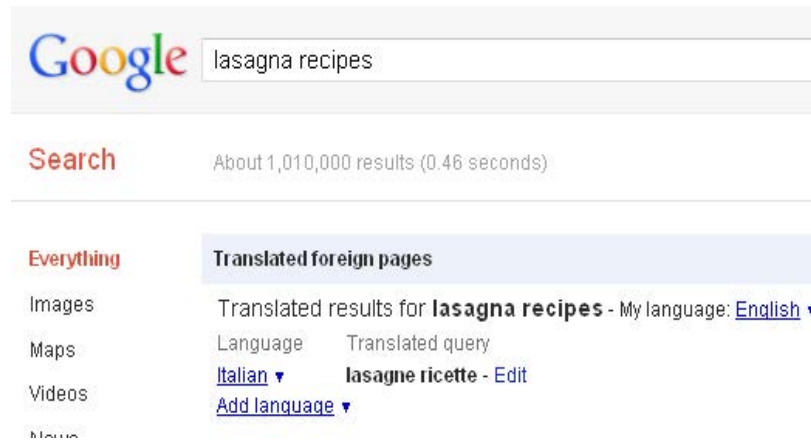 Google lasagna recipes
Search About 1,010,000 results (0.46 seconds)
Everything Translated foreign pages
Images Translated results for lasagna recipes - My language: English ▼
Maps Language Translated query
Italian ▼ lasagne ricette - Edit
Videos Add language ▼